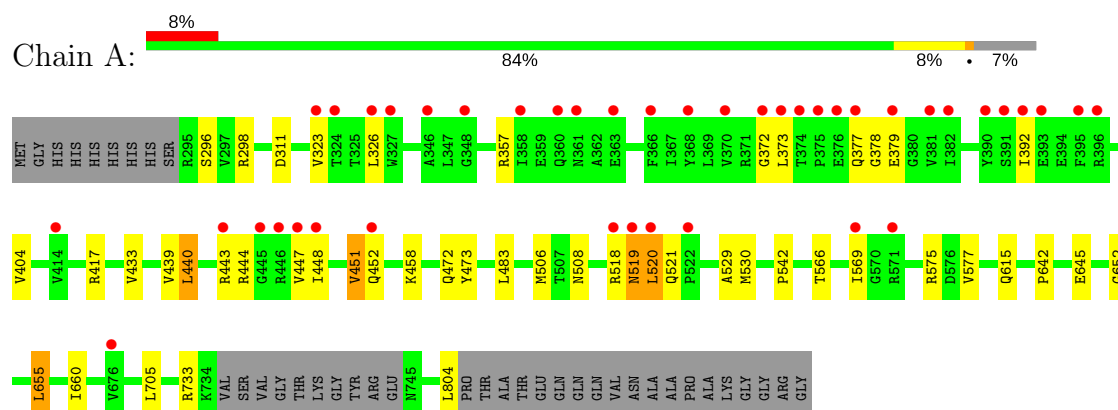 8%
Chain A:
84% 8% • 7%
MET GLY HIS HIS HIS HIS HIS HIS SER R295 S296 V297 R298 D311 V323 T324 T325 L326 W327 A346 L347 G348 R357 I358 E359 Q360 N361 A362 E363 F366 I367 Y368 L369 V370 R371 G372 L373 T374 P375 E376 Q377 G378 E379 G380 V381 I382 Y390 S391 I392 E393 E394 F395 R396
V404 V414 R417 V433 V439 L440 R443 R444 G445 R446 V447 I448 V451 Q452 K458 Q472 Y473 L483 M506 T507 N508 R518 N519 L520 Q521 P522 A529 M530 P542 T566 I569 G570 R571 R575 D576 V577 Q615 P642 E645 G652
L655 I660 V676 L705 R733 K734 VAL SER VAL GLY THR LYS GLY TYR ARG GLU N745 L804 PRO THR ALA THR GLU GLN GLN GLN VAL ASN ALA ALA PRO ALA LYS GLY GLY ARG GLY